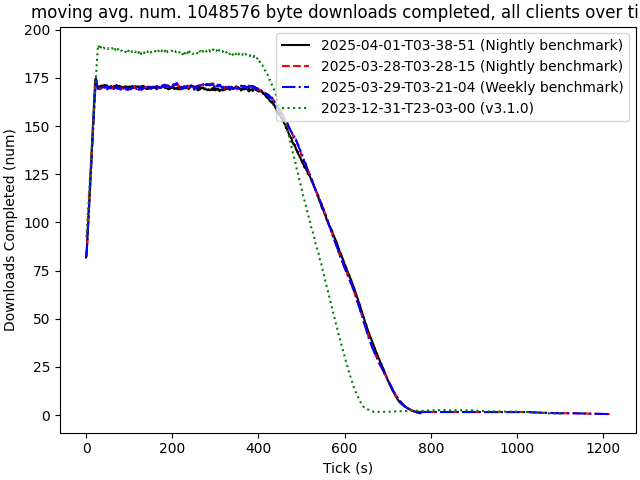 moving avg. num. 1048576 byte downloads completed, all clients over ti
200
175
150
125
100
75
50
25
0
Downloads Completed (num)
2025-04-01-T03-38-51 (Nightly benchmark)
2025-03-28-T03-28-15 (Nightly benchmark)
2025-03-29-T03-21-04 (Weekly benchmark)
2023-12-31-T23-03-00 (v3.1.0)
0 200 400 600 800 1000 1200
Tick (s)